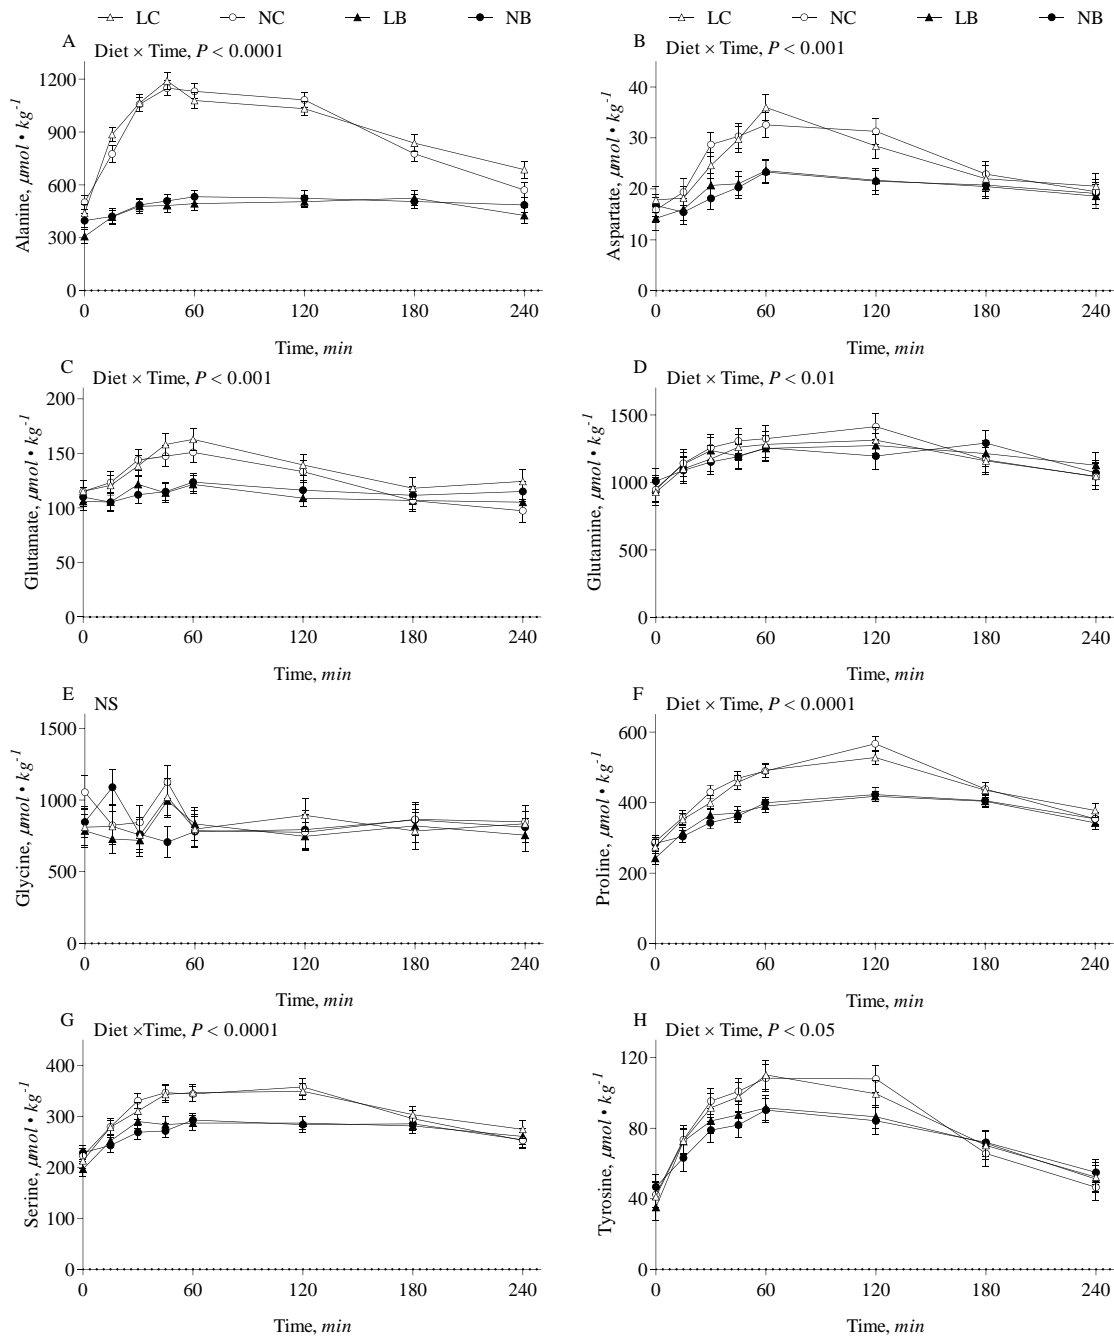 LC NC LB NB LC NC LB NB
A
Diet × Time, P < 0.0001
Alanine, µmol • kg-1
1200
900
600
300
0
0 60 120 180 240
Time, min
B
Diet × Time, P < 0.001
Aspartate, µmol • kg-1
40
30
20
10
0
0 60 120 180 240
Time, min
C
Diet × Time, P < 0.001
Glutamate, µmol • kg-1
200
150
100
50
0
0 60 120 180 240
Time, min
D
Diet × Time, P < 0.01
Glutamine, µmol • kg-1
1500
1000
500
0
0 60 120 180 240
Time, min
E
NS
Glycine, µmol • kg-1
1500
1000
500
0
0 60 120 180 240
Time, min
F
Diet × Time, P < 0.0001
Proline, µmol • kg-1
600
400
200
0
0 60 120 180 240
Time, min
G
Diet ×Time, P < 0.0001
Serine, µmol • kg-1
400
300
200
100
0
0 60 120 180 240
Time, min
H
Diet × Time, P < 0.05
Tyrosine, µmol • kg-1
120
80
40
0
0 60 120 180 240
Time, min